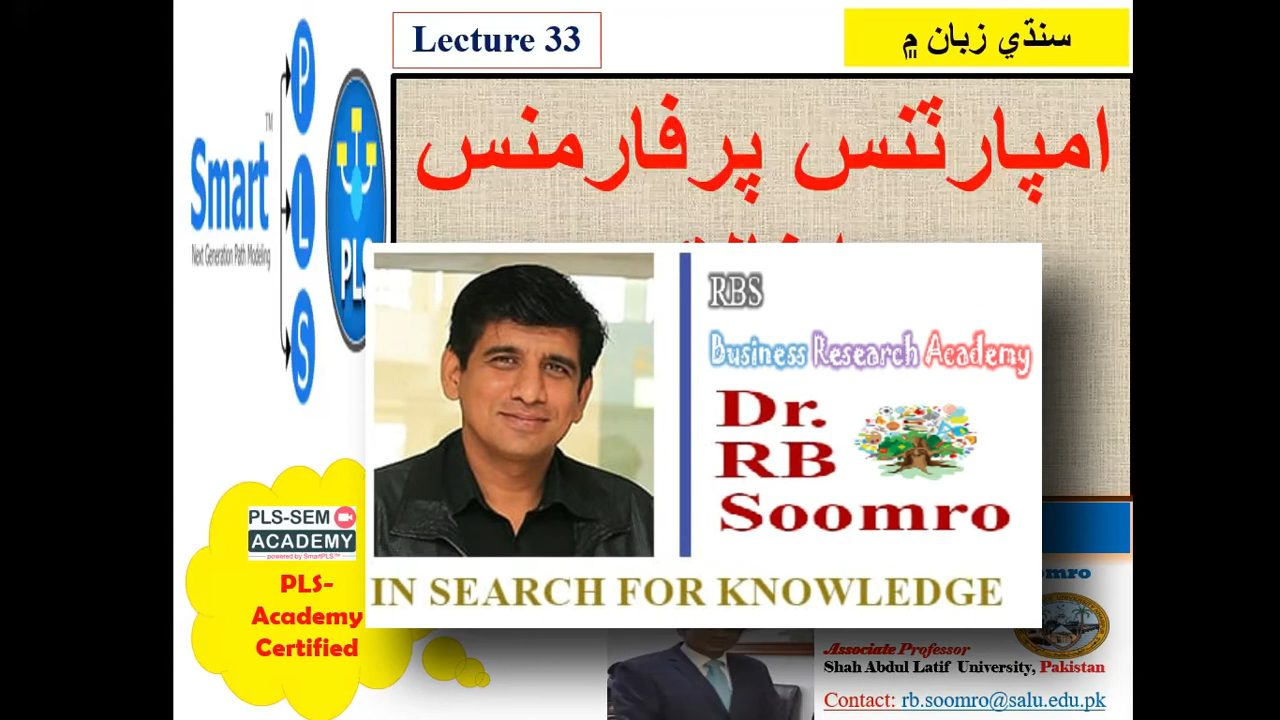 Lecture 33
سنڌي زبان ۾
Smart
TM
Next Generation Path Modeling
P
L
S
PLS
امپارٽنس پرفارمنس
RBS
Business Research Academy
Dr.
RB
Soomro
IN SEARCH FOR KNOWLEDGE
PLS-SEM
ACADEMY
powered by SmartPLS™
PLS-
Academy
Certified
Associate Professor
Shah Abdul Latif University, Pakistan
Contact: rb.soomro@salu.edu.pk